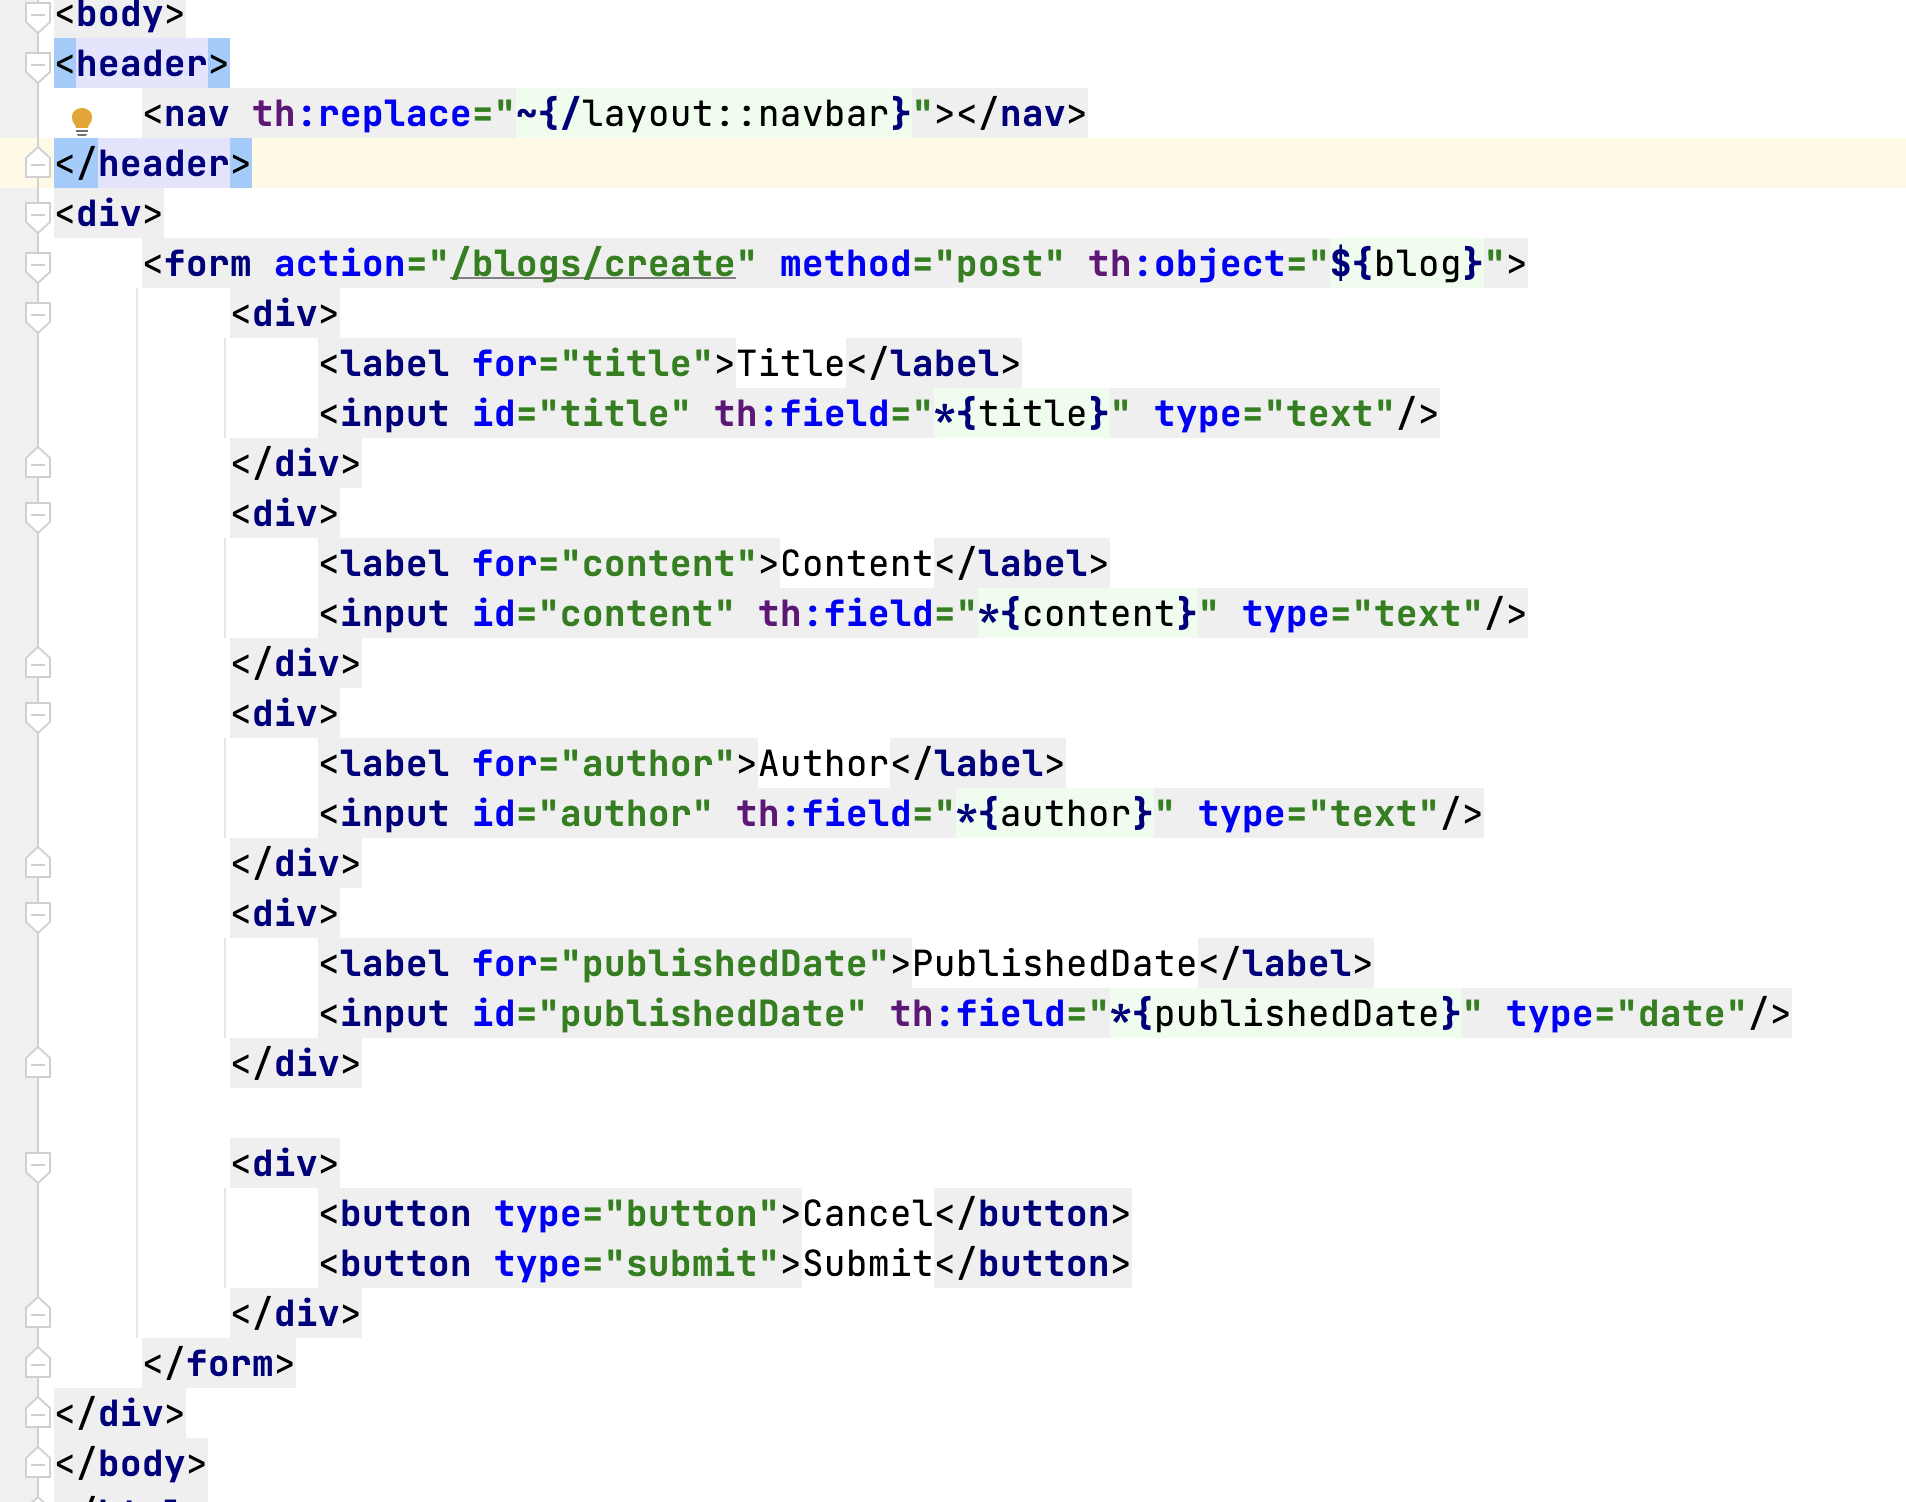 <body>
<header>
    <nav th:replace="~{/layout::navbar}"></nav>
</header>
<div>
    <form action="/blogs/create" method="post" th:object="${blog}">
        <div>
            <label for="title">Title</label>
            <input id="title" th:field="*{title}" type="text"/>
        </div>
        <div>
            <label for="content">Content</label>
            <input id="content" th:field="*{content}" type="text"/>
        </div>
        <div>
            <label for="author">Author</label>
            <input id="author" th:field="*{author}" type="text"/>
        </div>
        <div>
            <label for="publishedDate">PublishedDate</label>
            <input id="publishedDate" th:field="*{publishedDate}" type="date"/>
        </div>

        <div>
            <button type="button">Cancel</button>
            <button type="submit">Submit</button>
        </div>
    </form>
</div>
</body>